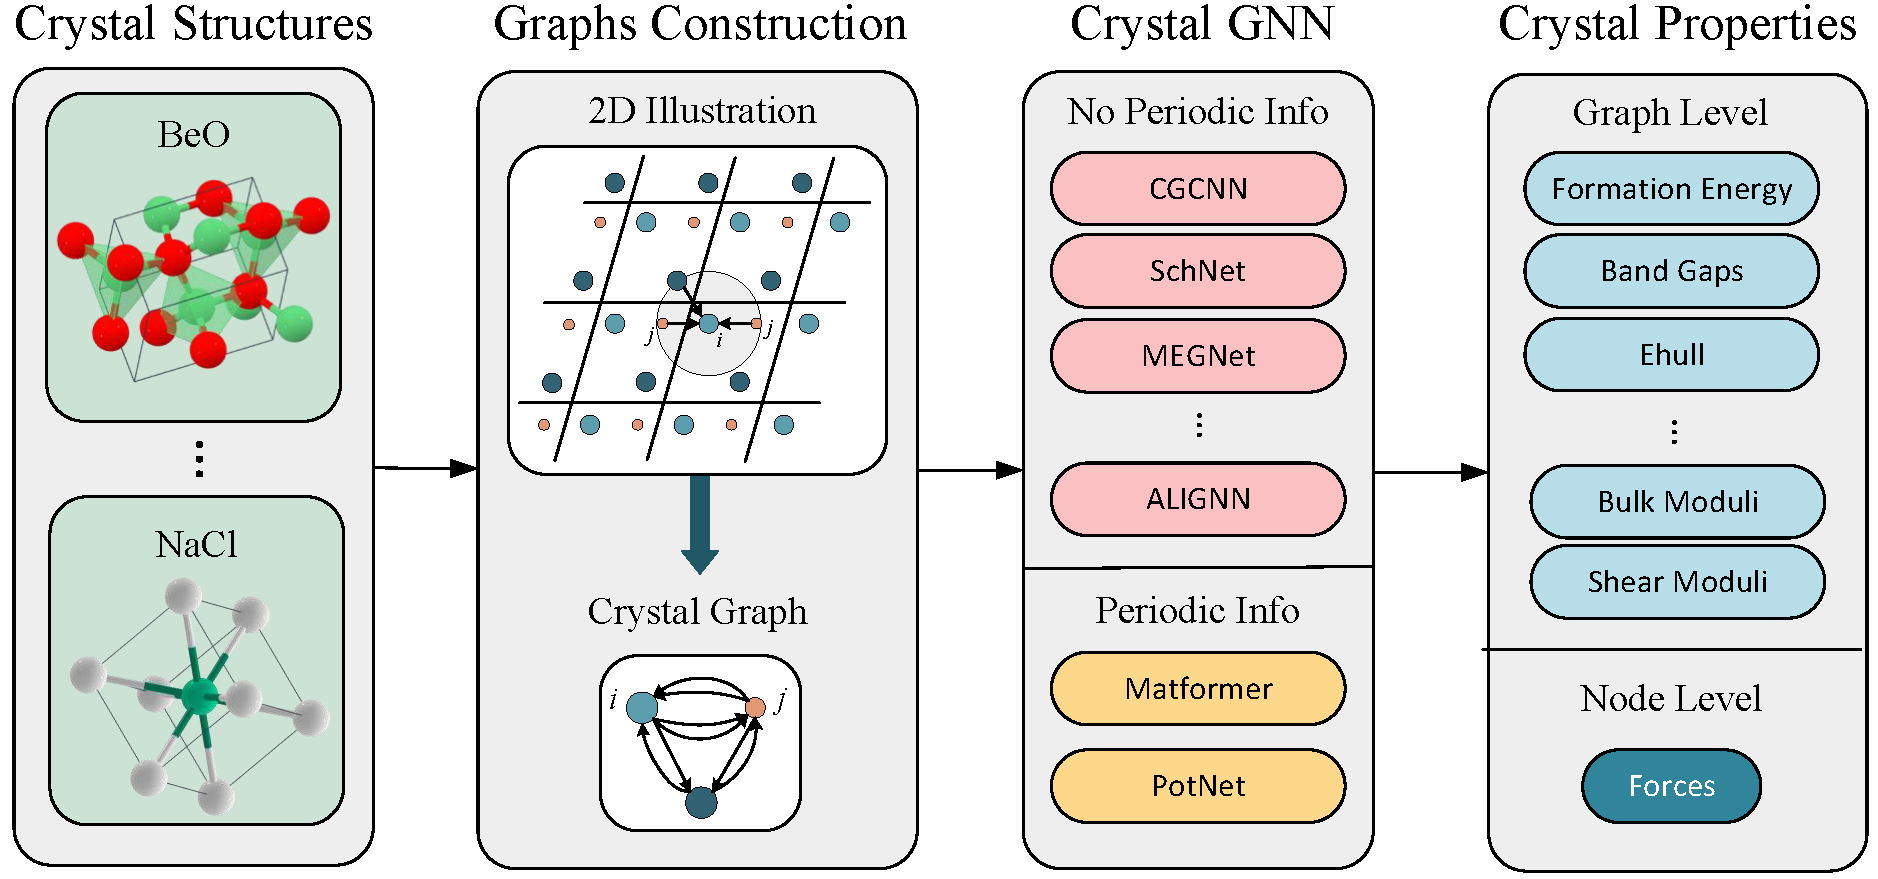 Crystal Structures
BeO
⋮
NaCl
Graphs Construction
2D Illustration
j
i
j
Crystal Graph
i
j
Crystal GNN
No Periodic Info
CGCNN
SchNet
MEGNet
⋮
ALIGNN
Periodic Info
Matformer
PotNet
Crystal Properties
Graph Level
Formation Energy
Band Gaps
Ehull
⋮
Bulk Moduli
Shear Moduli
Node Level
Forces